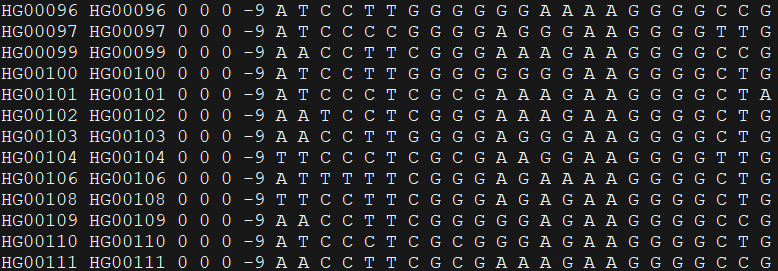 HG00096 HG00096 0 0 0 -9 A T C C T T G G G G G G A A A A G G G G C C G
HG00097 HG00097 0 0 0 -9 A T C C C C G G G G A G G G A A G G G G T T G
HG00099 HG00099 0 0 0 -9 A A C C T T G G G G A A A G A A G G G G C C G
HG00100 HG00100 0 0 0 -9 A T C C T T G G G G G G G G A A G G G G C T G
HG00101 HG00101 0 0 0 -9 A T C C C T C G C G A A A G A A G G G G C T A
HG00102 HG00102 0 0 0 -9 A A T C C T G G G G A A A G A A G G G G C T G
HG00103 HG00103 0 0 0 -9 A A C C T T G G G G A G G G A A G G G G C T G
HG00104 HG00104 0 0 0 -9 T T C C C T C G C G A A G G A A G G G G T T G
HG00106 HG00106 0 0 0 -9 A T T T T T C G G G A G A A A A G G G G C T G
HG00108 HG00108 0 0 0 -9 T T C C T T C G G G A G A G A A G G G G C T G
HG00109 HG00109 0 0 0 -9 A A C C T T C G G G G G A G A A G G G G C C G
HG00110 HG00110 0 0 0 -9 A T C C C T C G C G G G A G A A G G G G C T G
HG00111 HG00111 0 0 0 -9 A A C C T T C G C G A A A G A A G G G G C C G